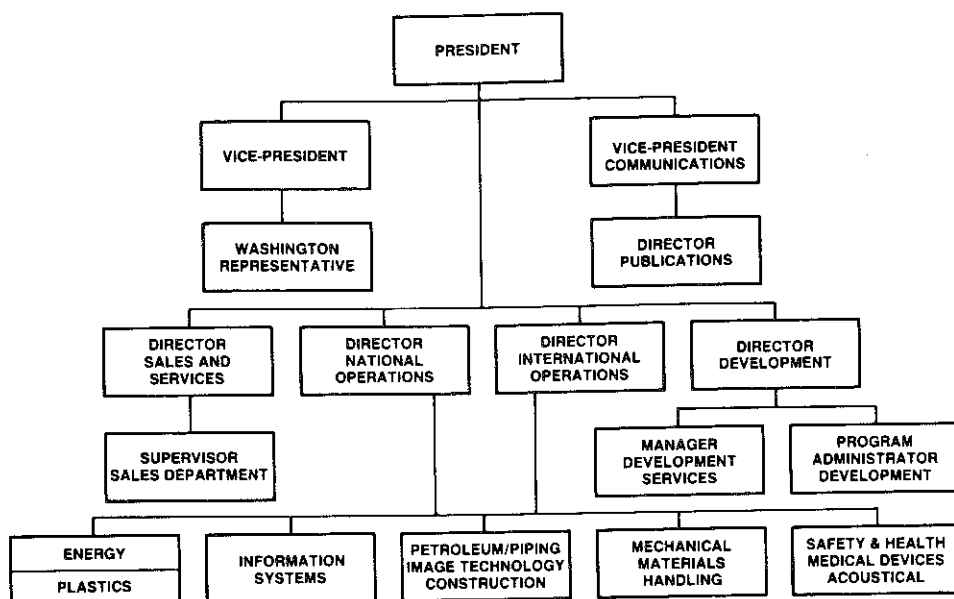 PRESIDENT
VICE-PRESIDENT
VICE-PRESIDENT
COMMUNICATIONS
WASHINGTON
REPRESENTATIVE
DIRECTOR
PUBLICATIONS
DIRECTOR
SALES AND
SERVICES
DIRECTOR
NATIONAL
OPERATIONS
DIRECTOR
INTERNATIONAL
OPERATIONS
DIRECTOR
DEVELOPMENT
SUPERVISOR
SALES DEPARTMENT
MANAGER
DEVELOPMENT
SERVICES
PROGRAM
ADMINISTRATOR
DEVELOPMENT
ENERGY
PLASTICS
INFORMATION
SYSTEMS
PETROLEUM/PIPING
IMAGE TECHNOLOGY
CONSTRUCTION
MECHANICAL
MATERIALS
HANDLING
SAFETY & HEALTH
MEDICAL DEVICES
ACOUSTICAL